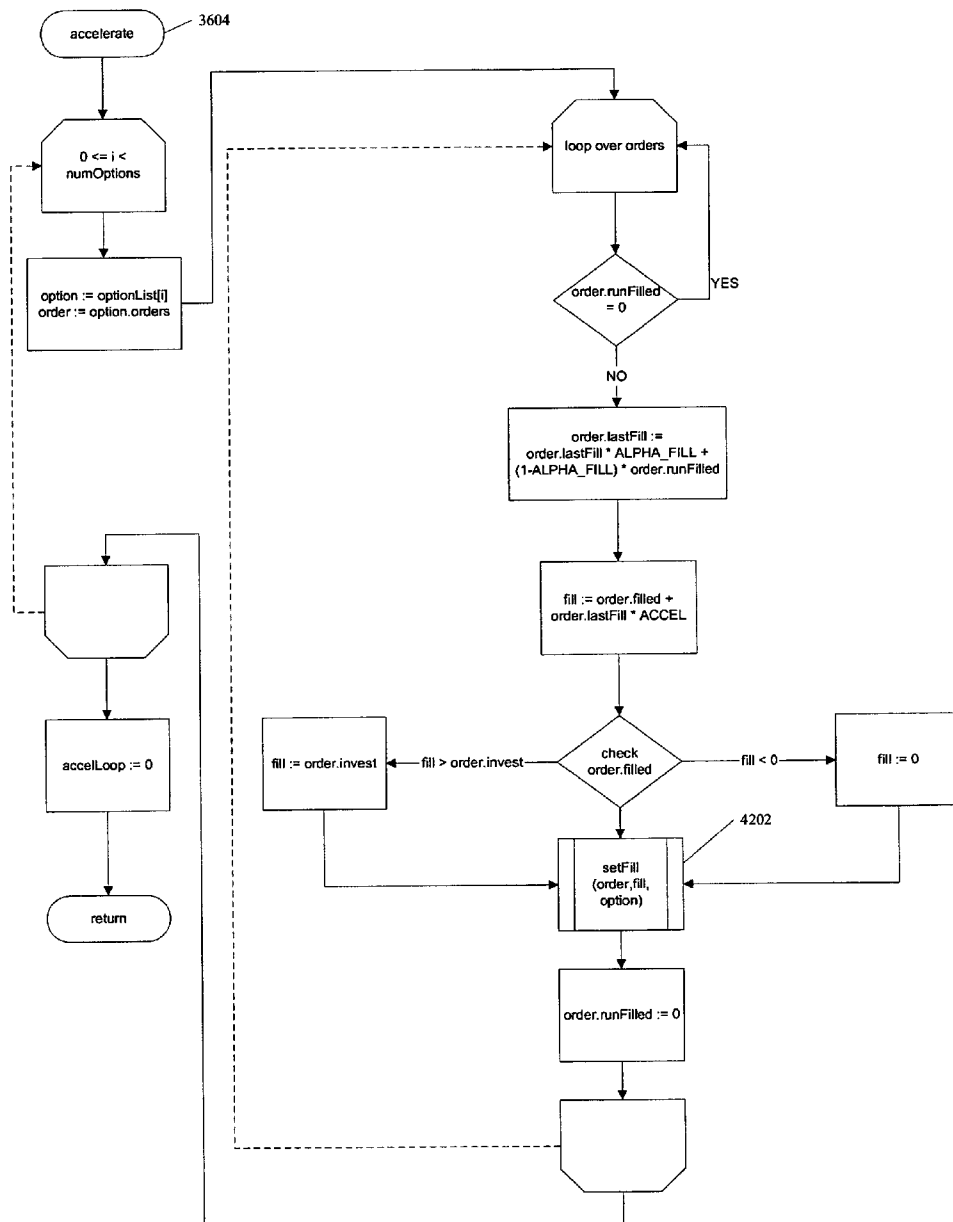 accelerate
3604
0 <= i <
numOptions
option := optionList[i]
order := option.orders
loop over orders
order.runFilled
= 0
YES
NO
order.lastFill :=
order.lastFill * ALPHA_FILL +
(1-ALPHA_FILL) * order.runFilled
fill := order.filled +
order.lastFill * ACCEL
check
order.filled
fill > order.invest
fill := order.invest
fill < 0
fill := 0
4202
setFill
(order,fill,
option)
order.runFilled := 0
accelLoop := 0
return